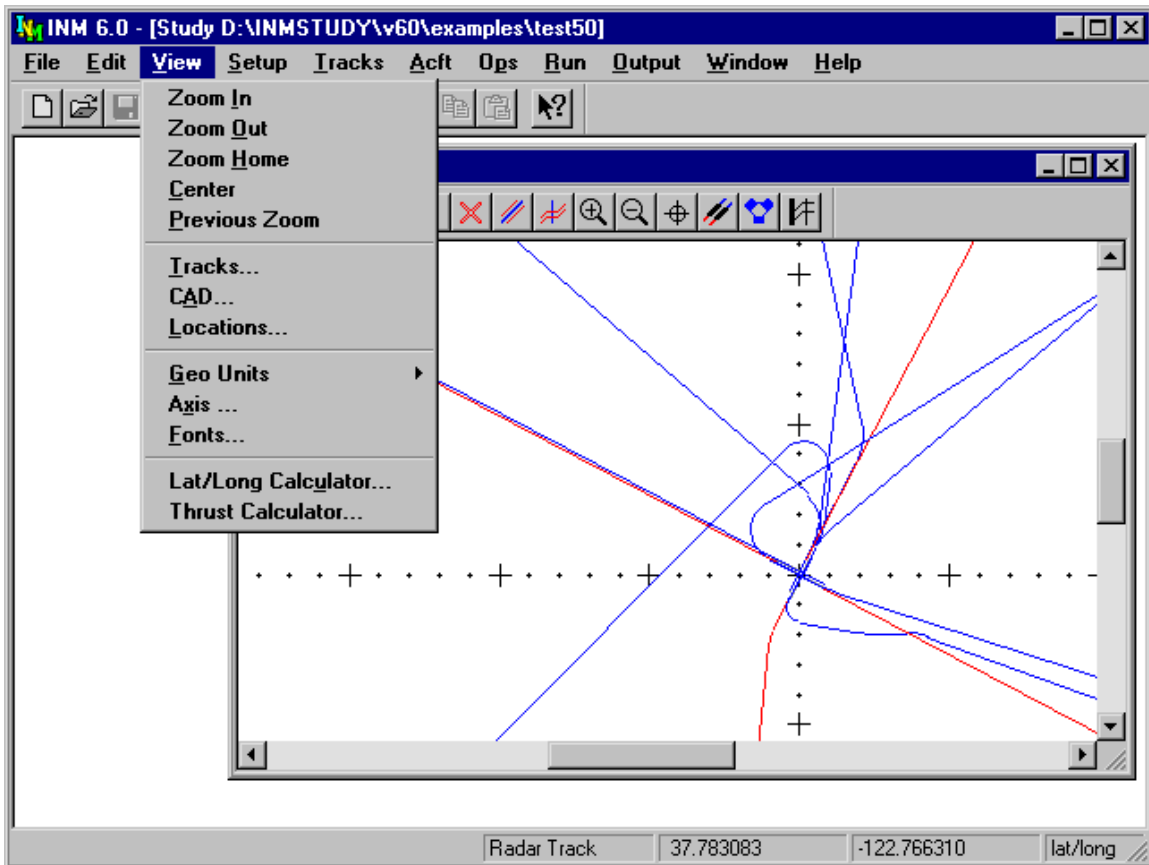 INM 6.0 - [Study D:\INMSTUDY\v60\examples\test50]
File Edit View Setup Tracks Acft Ops Run Output Window Help
Zoom In
Zoom Out
Zoom Home
Center
Previous Zoom
Tracks...
CAD...
Locations...
Geo Units
Axis ...
Fonts...
Lat/Long Calculator...
Thrust Calculator...
Radar Track 37.783083 -122.766310 lat/long